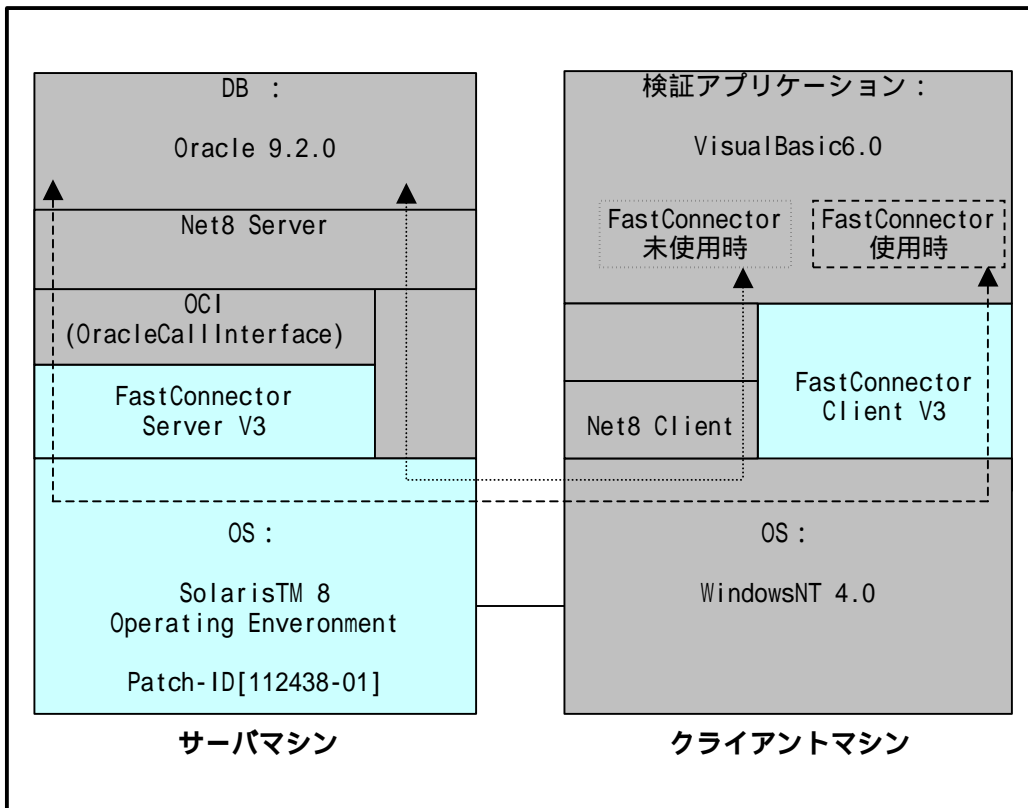 DB :
Oracle 9.2.0
Net8 Server
OCI
(OracleCallInterface)
FastConnector
Server V3
OS：
SolarisTM 8
Operating Enveronment
Patch-ID[112438-01]
サーバマシン
検証アプリケーション：
VisualBasic6.0
FastConnector
未使用時
FastConnector
使用時
Net8 Client
FastConnector
Client V3
OS：
WindowsNT 4.0
クライアントマシン